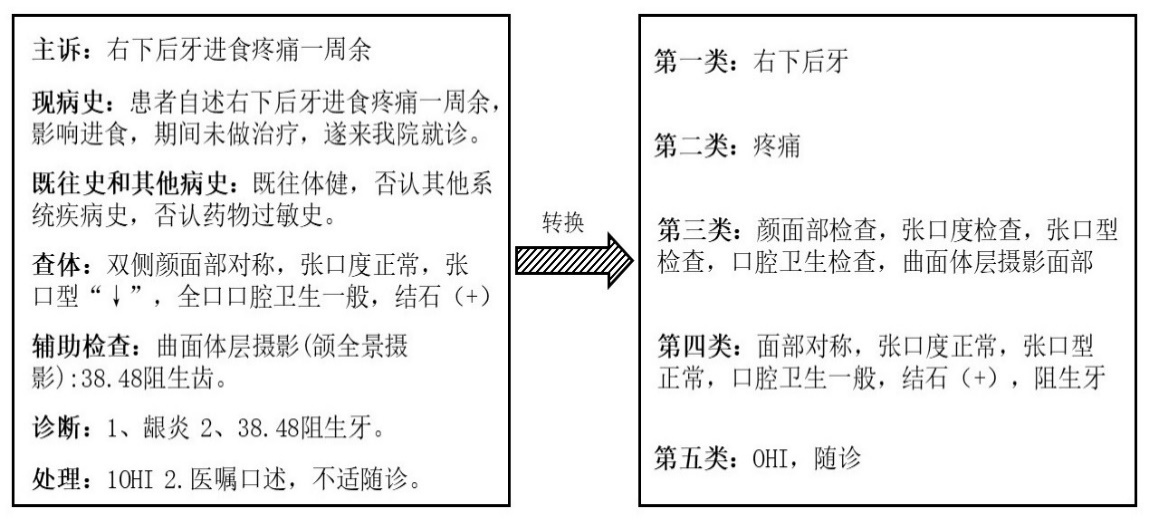 主诉：右下后牙进食疼痛一周余
现病史：患者自述右下后牙进食疼痛一周余，
影响进食，期间未做治疗，遂来我院就诊。
既往史和其他病史：既往体健，否认其他系
统疾病史，否认药物过敏史。
查体：双侧颜面部对称，张口度正常，张
口型“↓”，全口口腔卫生一般，结石（+）
辅助检查：曲面体层摄影(颌全景摄
影):38.48阻生齿。
诊断：1、龈炎 2、38.48阻生牙。
处理：1OHI 2.医嘱口述，不适随诊。
转换
第一类：右下后牙
第二类：疼痛
第三类：颜面部检查，张口度检查，张口型
检查，口腔卫生检查，曲面体层摄影面部
第四类：面部对称，张口度正常，张口型
正常，口腔卫生一般，结石（+），阻生牙
第五类：OHI，随诊